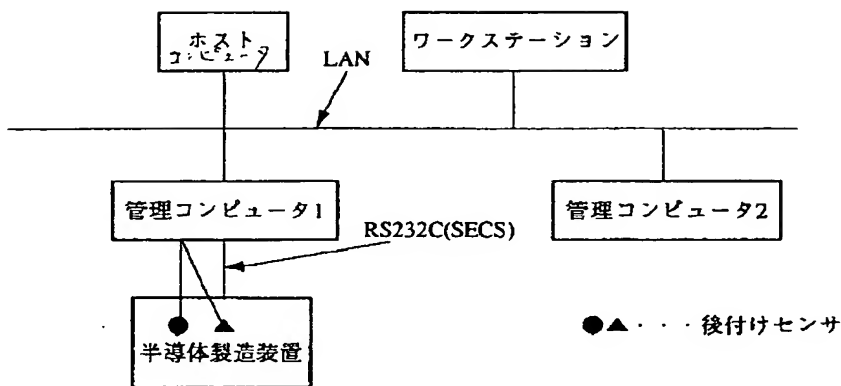 ホスト
コンピュータ
ワークステーション
LAN
管理コンピュータ1
管理コンピュータ2
RS232C(SECS)
●▲・・・後付けセンサ
半導体製造装置